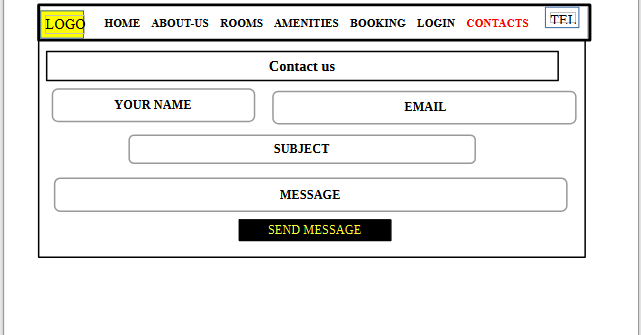 LOGO HOME ABOUT-US ROOMS AMENITIES BOOKING LOGIN CONTACTS TEL
Contact us
YOUR NAME EMAIL
SUBJECT
MESSAGE
SEND MESSAGE